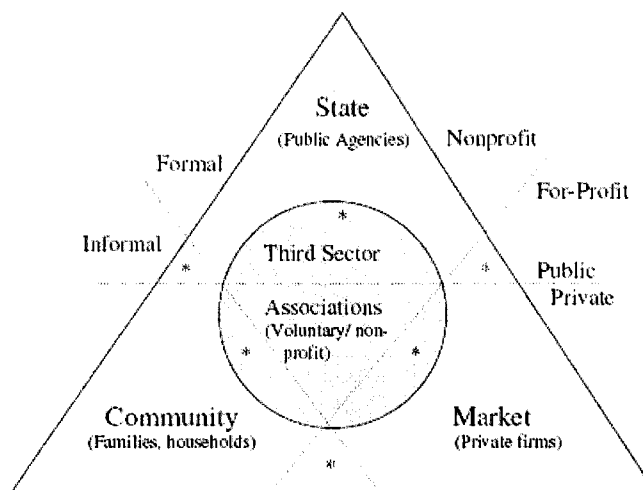 State
(Public Agencies)
Nonprofit
Formal
For-Profit
*
Informal
Third Sector
*
*
Public
Private
Associations
(Voluntary/ non-
profit)
*
*
Community
(Families, households)
Market
(Private firms)
*